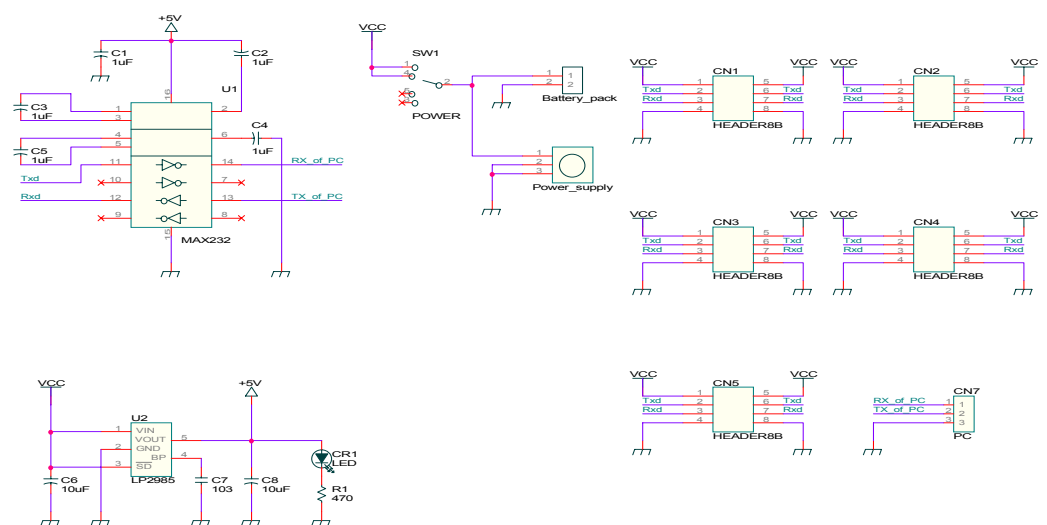 +5V
C1
1uF
C2
1uF
U1
16
C3
1uF
1
3
2
4
5
6
C4
1uF
C5
1uF
11
14
RX_of_PC
Txd
10
7
Rxd
12
13
TX_of_PC
9
8
15
MAX232
VCC
SW1
1
4
2
POWER
1
2
1
2
Battery_pack
1
2
3
Power_supply
VCC
CN1
VCC
1
5
Txd
2
6
Txd
Rxd
3
7
Rxd
4
8
HEADER8B
VCC
CN2
VCC
1
5
Txd
2
6
Txd
Rxd
3
7
Rxd
4
8
HEADER8B
VCC
CN3
VCC
1
5
Txd
2
6
Txd
Rxd
3
7
Rxd
4
8
HEADER8B
VCC
CN4
VCC
1
5
Txd
2
6
Txd
Rxd
3
7
Rxd
4
8
HEADER8B
VCC
+5V
U2
1
VIN
VOUT
5
2
GND
BP
4
3
SD
LP2985
C6
10uF
C7
103
C8
10uF
CR1
LED
R1
470
VCC
CN5
VCC
1
5
Txd
2
6
Txd
Rxd
3
7
Rxd
4
8
HEADER8B
CN7
RX_of_PC
1
1
TX_of_PC
2
2
3
3
PC